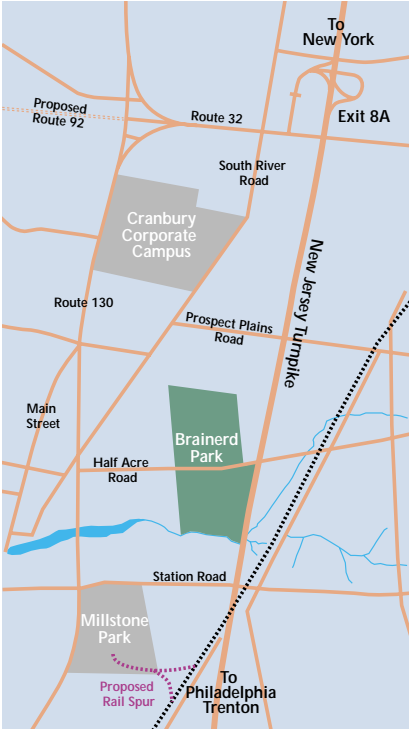 To
New York
Proposed
Route 92
Route 32
Exit 8A
South River
Road
Cranbury
Corporate
Campus
New Jersey Turnpike
Route 130
Prospect Plains
Road
Main
Street
Brainerd
Park
Half Acre
Road
Station Road
Millstone
Park
Proposed
Rail Spur
To
Philadelphia
Trenton